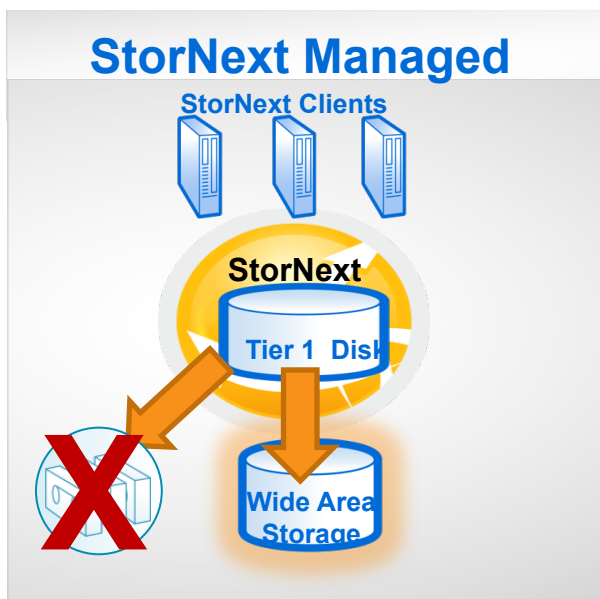 StorNext Managed
StorNext Clients
StorNext
Tier 1 Disk
Wide Area
Storage
X